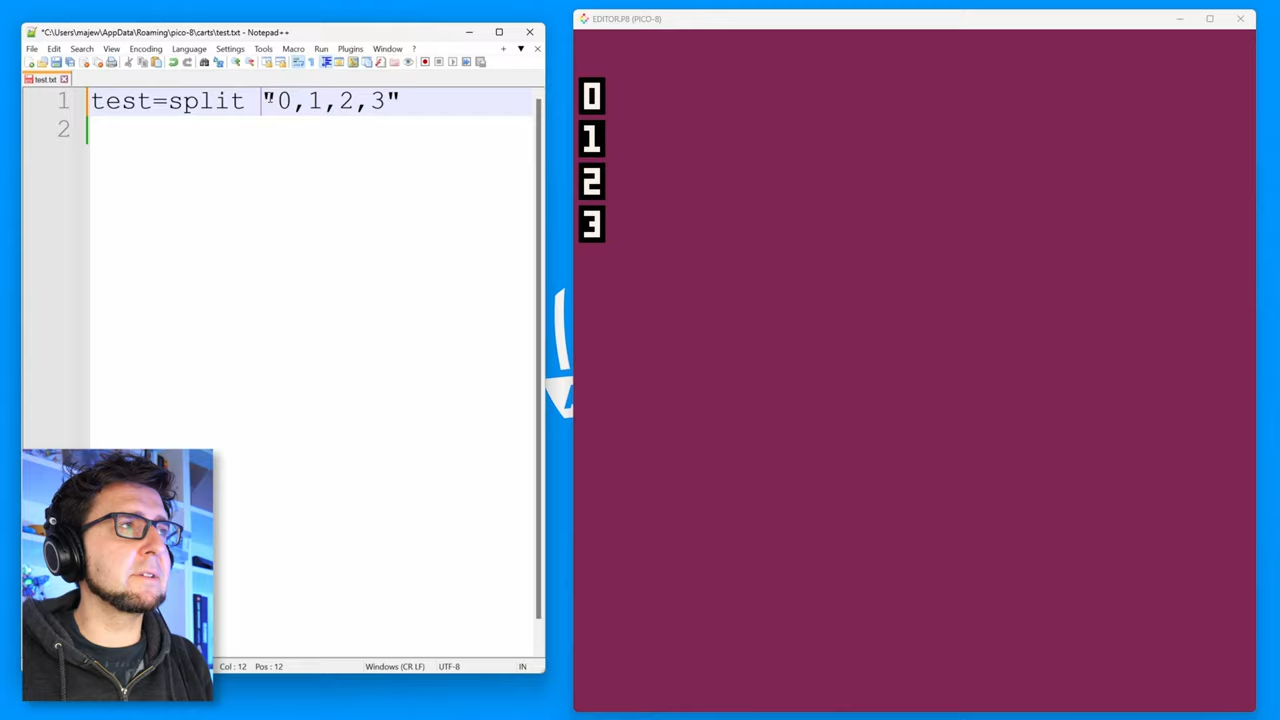 *C:\Users\majew\AppData\Roaming\pico-8\carts\test.txt - Notepad++
File Edit Search View Encoding Language Settings Tools Macro Run Plugins Window ?
test.txt
1 test=split "0,1,2,3"
2
Col : 12 Pos : 12 Windows (CR LF) UTF-8 IN
EDITOR.P8 (PICO-8)
0
1
2
3